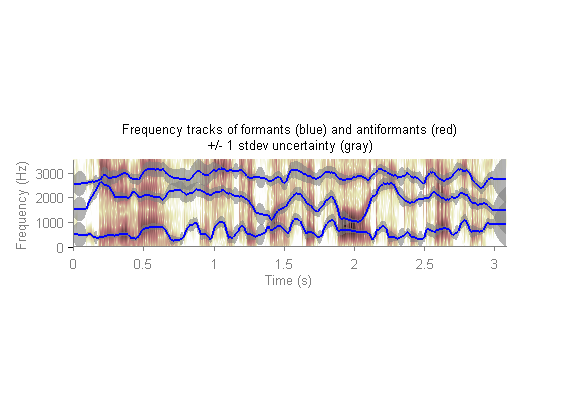 Frequency tracks of formants (blue) and antiformants (red)
+/- 1 stdev uncertainty (gray)
Frequency (Hz)
3000
2000
1000
0
0 0.5 1 1.5 2 2.5 3
Time (s)